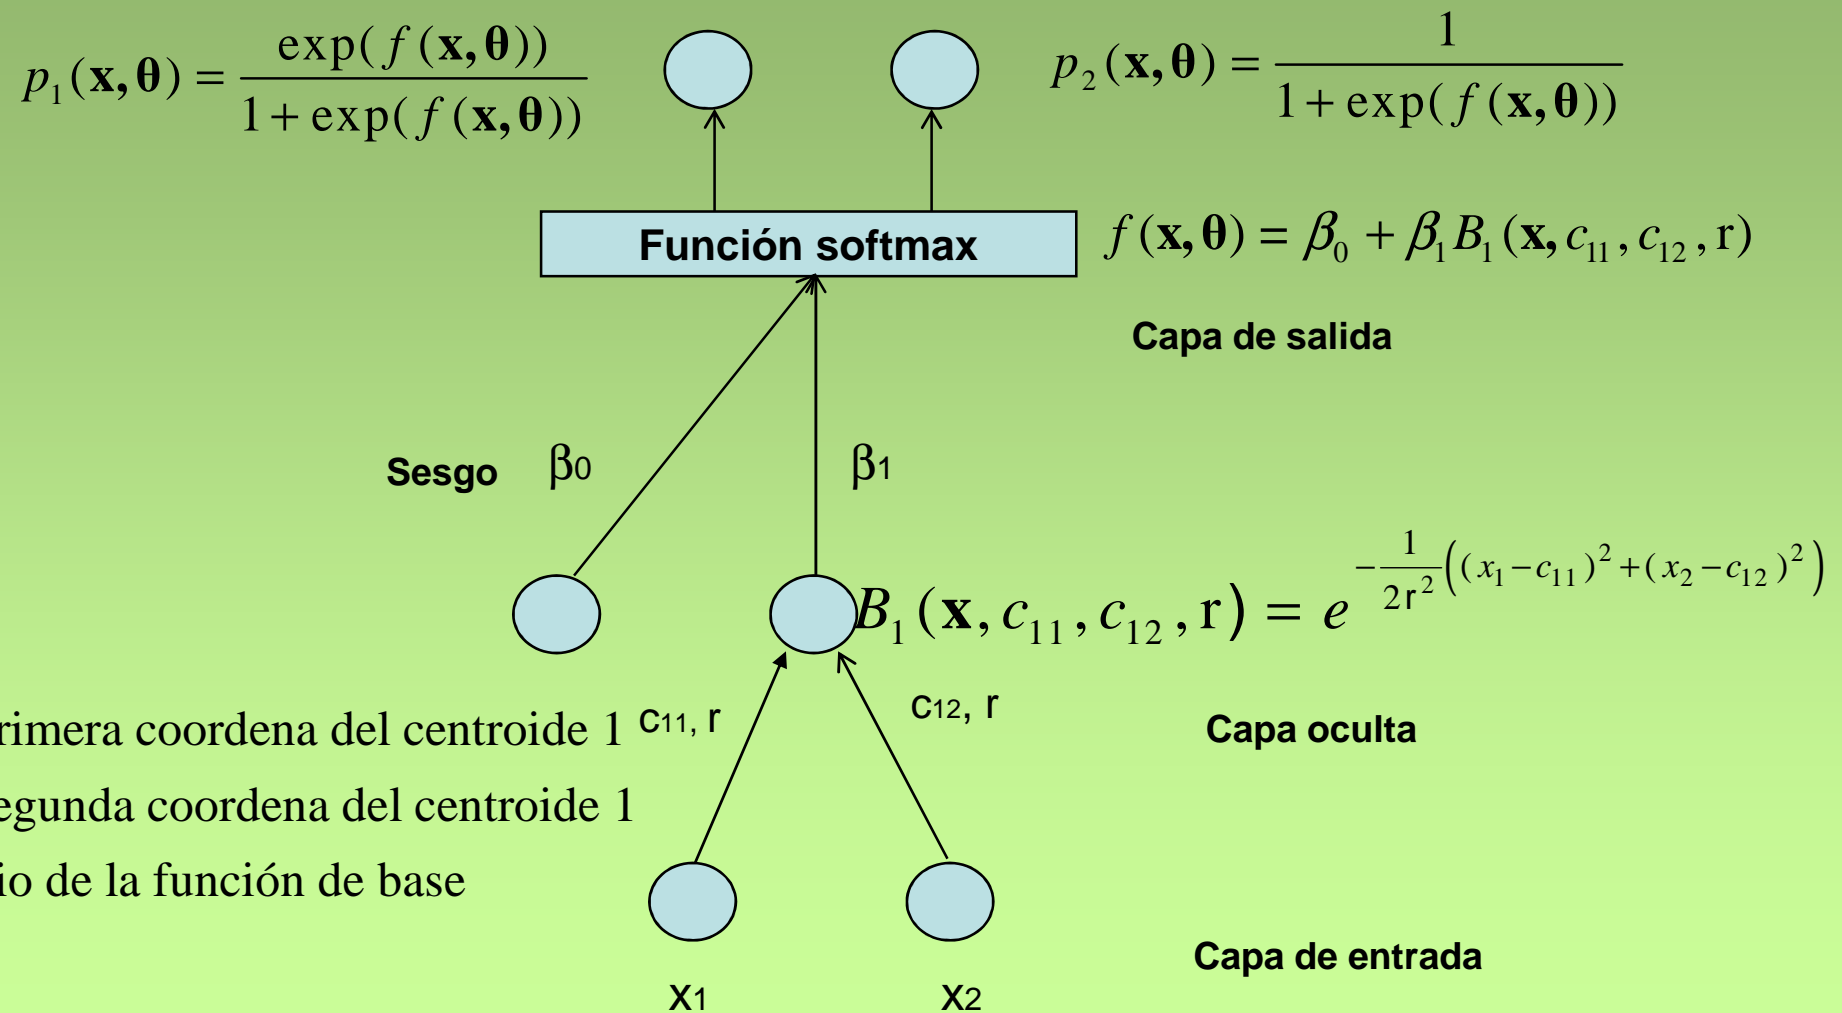 p₁(x,θ) = exp(f(x,θ)) / (1 + exp(f(x,θ)))
p₂(x,θ) = 1 / (1 + exp(f(x,θ)))
Función softmax
f(x,θ) = β₀ + β₁B₁(x, c₁₁, c₁₂, r)
Capa de salida
Sesgo β0
β1
B₁(x, c₁₁, c₁₂, r) = e^(-1/(2r²) ((x₁−c₁₁)² + (x₂−c₁₂)²))
rimera coordena del centroide 1
c11, r
c12, r
Capa oculta
egunda coordena del centroide 1
io de la función de base
Capa de entrada
x1
x2